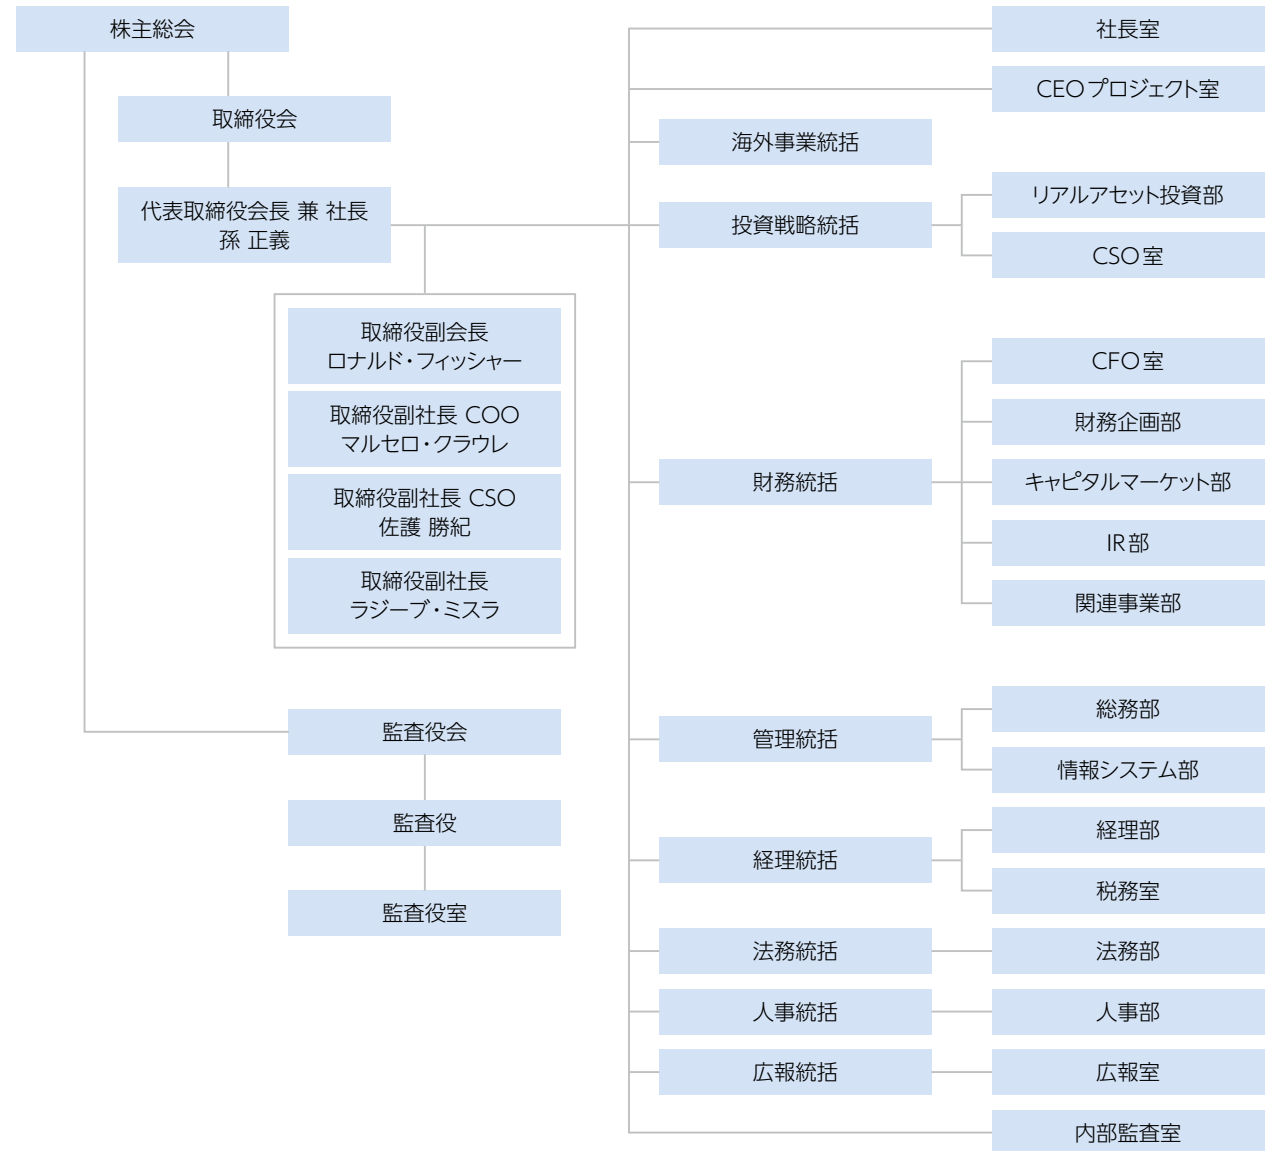 株主総会
取締役会
代表取締役会長 兼 社長
孫 正義
取締役副会長
ロナルド・フィッシャー
取締役副社長 COO
マルセロ・クラウレ
取締役副社長 CSO
佐護 勝紀
取締役副社長
ラジーブ・ミスラ
監査役会
監査役
監査役室
社長室
CEOプロジェクト室
海外事業統括
投資戦略統括
リアルアセット投資部
CSO室
財務統括
CFO室
財務企画部
キャピタルマーケット部
IR部
関連事業部
管理統括
総務部
情報システム部
経理統括
経理部
税務室
法務統括
法務部
人事統括
人事部
広報統括
広報室
内部監査室